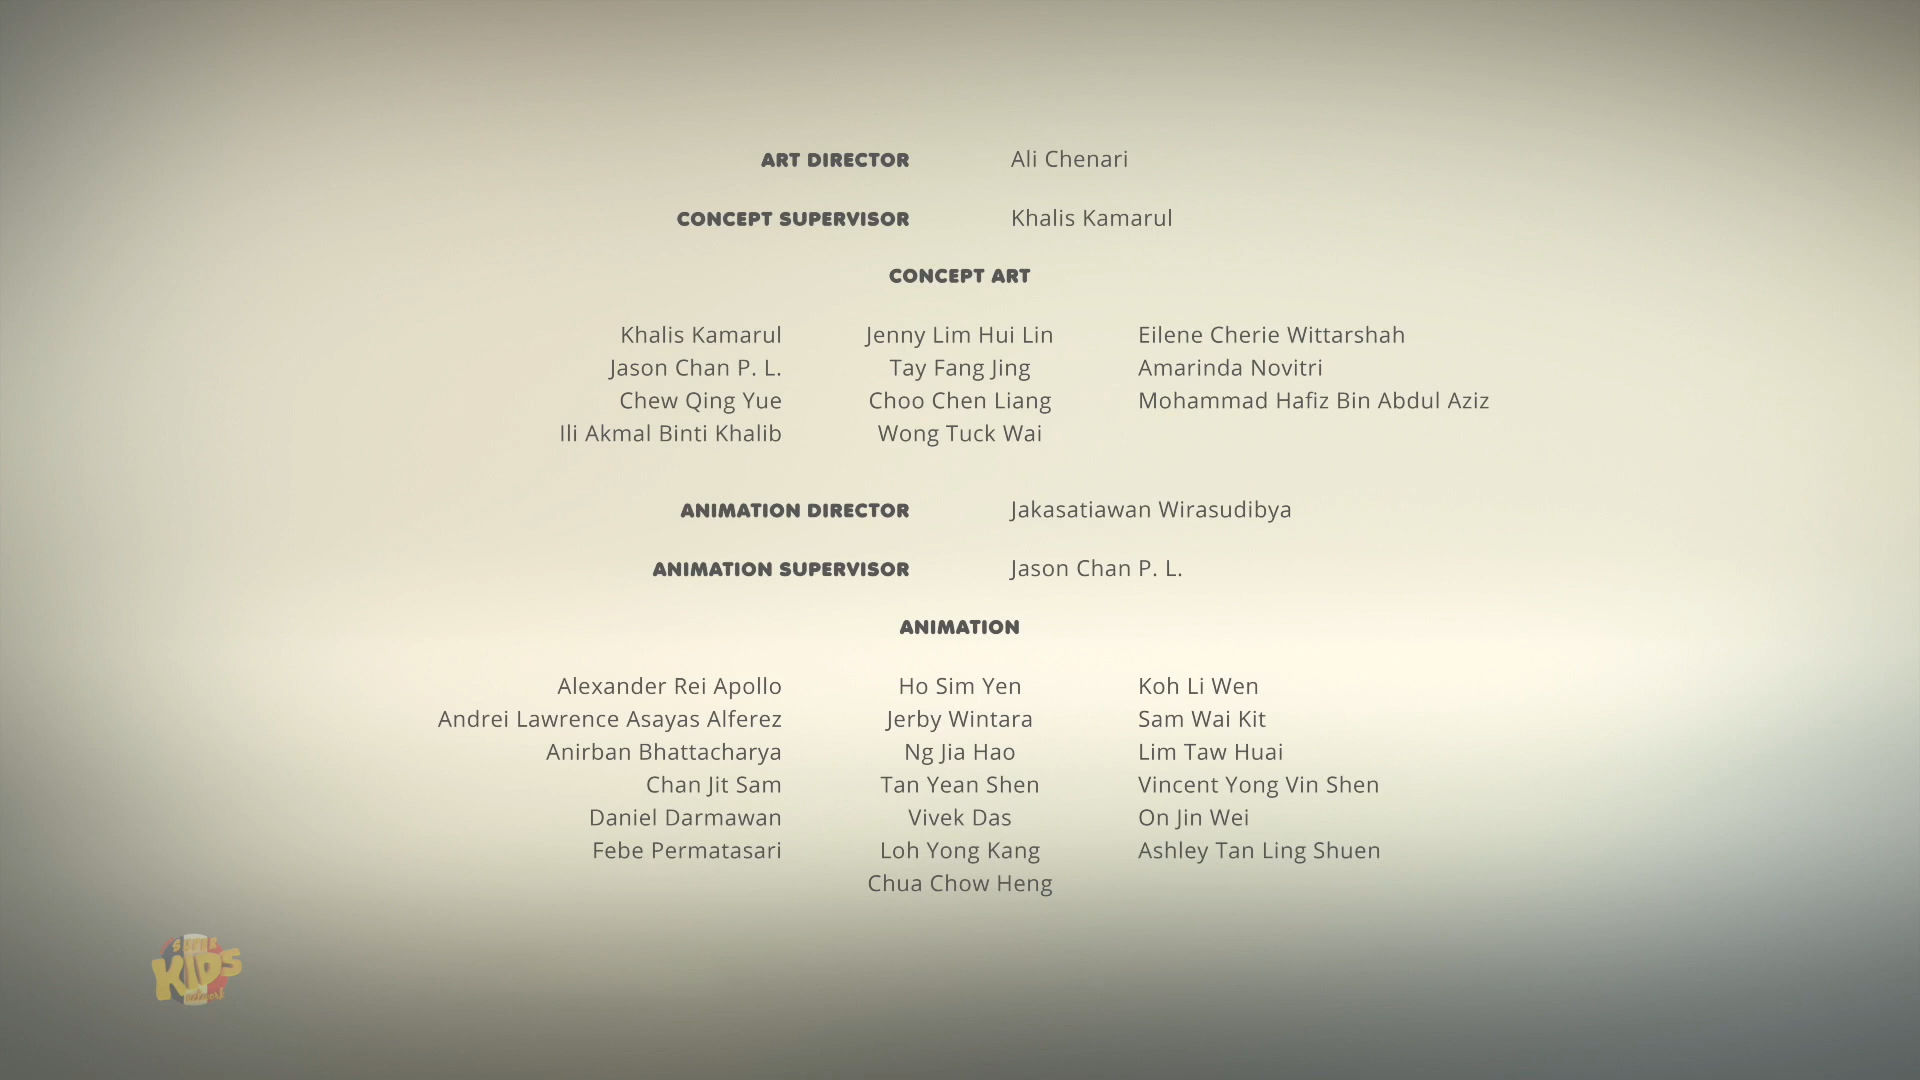 ART DIRECTOR Ali Chenari
CONCEPT SUPERVISOR Khalis Kamarul
CONCEPT ART
Khalis Kamarul Jenny Lim Hui Lin Eilene Cherie Wittarshah
Jason Chan P. L. Tay Fang Jing Amarinda Novitri
Chew Qing Yue Choo Chen Liang Mohammad Hafiz Bin Abdul Aziz
Ili Akmal Binti Khalib Wong Tuck Wai
ANIMATION DIRECTOR Jakasatiawan Wirasudibya
ANIMATION SUPERVISOR Jason Chan P. L.
ANIMATION
Alexander Rei Apollo Ho Sim Yen Koh Li Wen
Andrei Lawrence Asayas Alferez Jerby Wintara Sam Wai Kit
Anirban Bhattacharya Ng Jia Hao Lim Taw Huai
Chan Jit Sam Tan Yean Shen Vincent Yong Vin Shen
Daniel Darmawan Vivek Das On Jin Wei
Febe Permatasari Loh Yong Kang Ashley Tan Ling Shuen
Chua Chow Heng
SUPER
KIDS
network